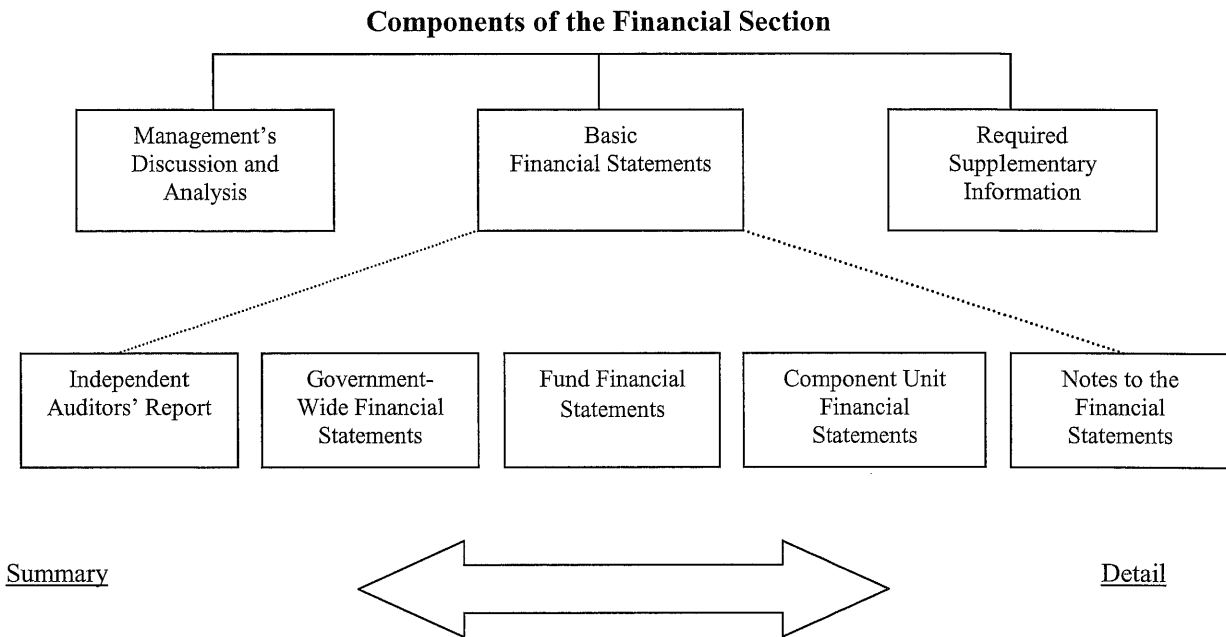 Components of the Financial Section
Management's
Discussion and
Analysis
Basic
Financial Statements
Required
Supplementary
Information
Independent
Auditors' Report
Government-
Wide Financial
Statements
Fund Financial
Statements
Component Unit
Financial
Statements
Notes to the
Financial
Statements
Summary
Detail